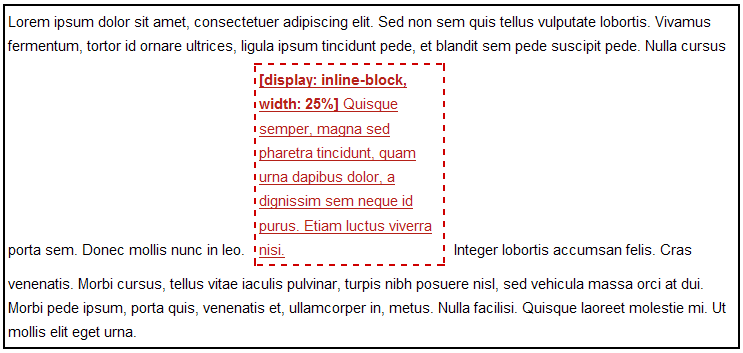 Lorem ipsum dolor sit amet, consectetuer adipiscing elit. Sed non sem quis tellus vulputate lobortis. Vivamus
fermentum, tortor id ornare ultrices, ligula ipsum tincidunt pede, et blandit sem pede suscipit pede. Nulla cursus
porta sem. Donec mollis nunc in leo.
[display: inline-block,
width: 25%] Quisque
semper, magna sed
pharetra tincidunt, quam
urna dapibus dolor, a
dignissim sem neque id
purus. Etiam luctus viverra
nisi.
Integer lobortis accumsan felis. Cras
venenatis. Morbi cursus, tellus vitae iaculis pulvinar, turpis nibh posuere nisl, sed vehicula massa orci at dui.
Morbi pede ipsum, porta quis, venenatis et, ullamcorper in, metus. Nulla facilisi. Quisque laoreet molestie mi. Ut
mollis elit eget urna.